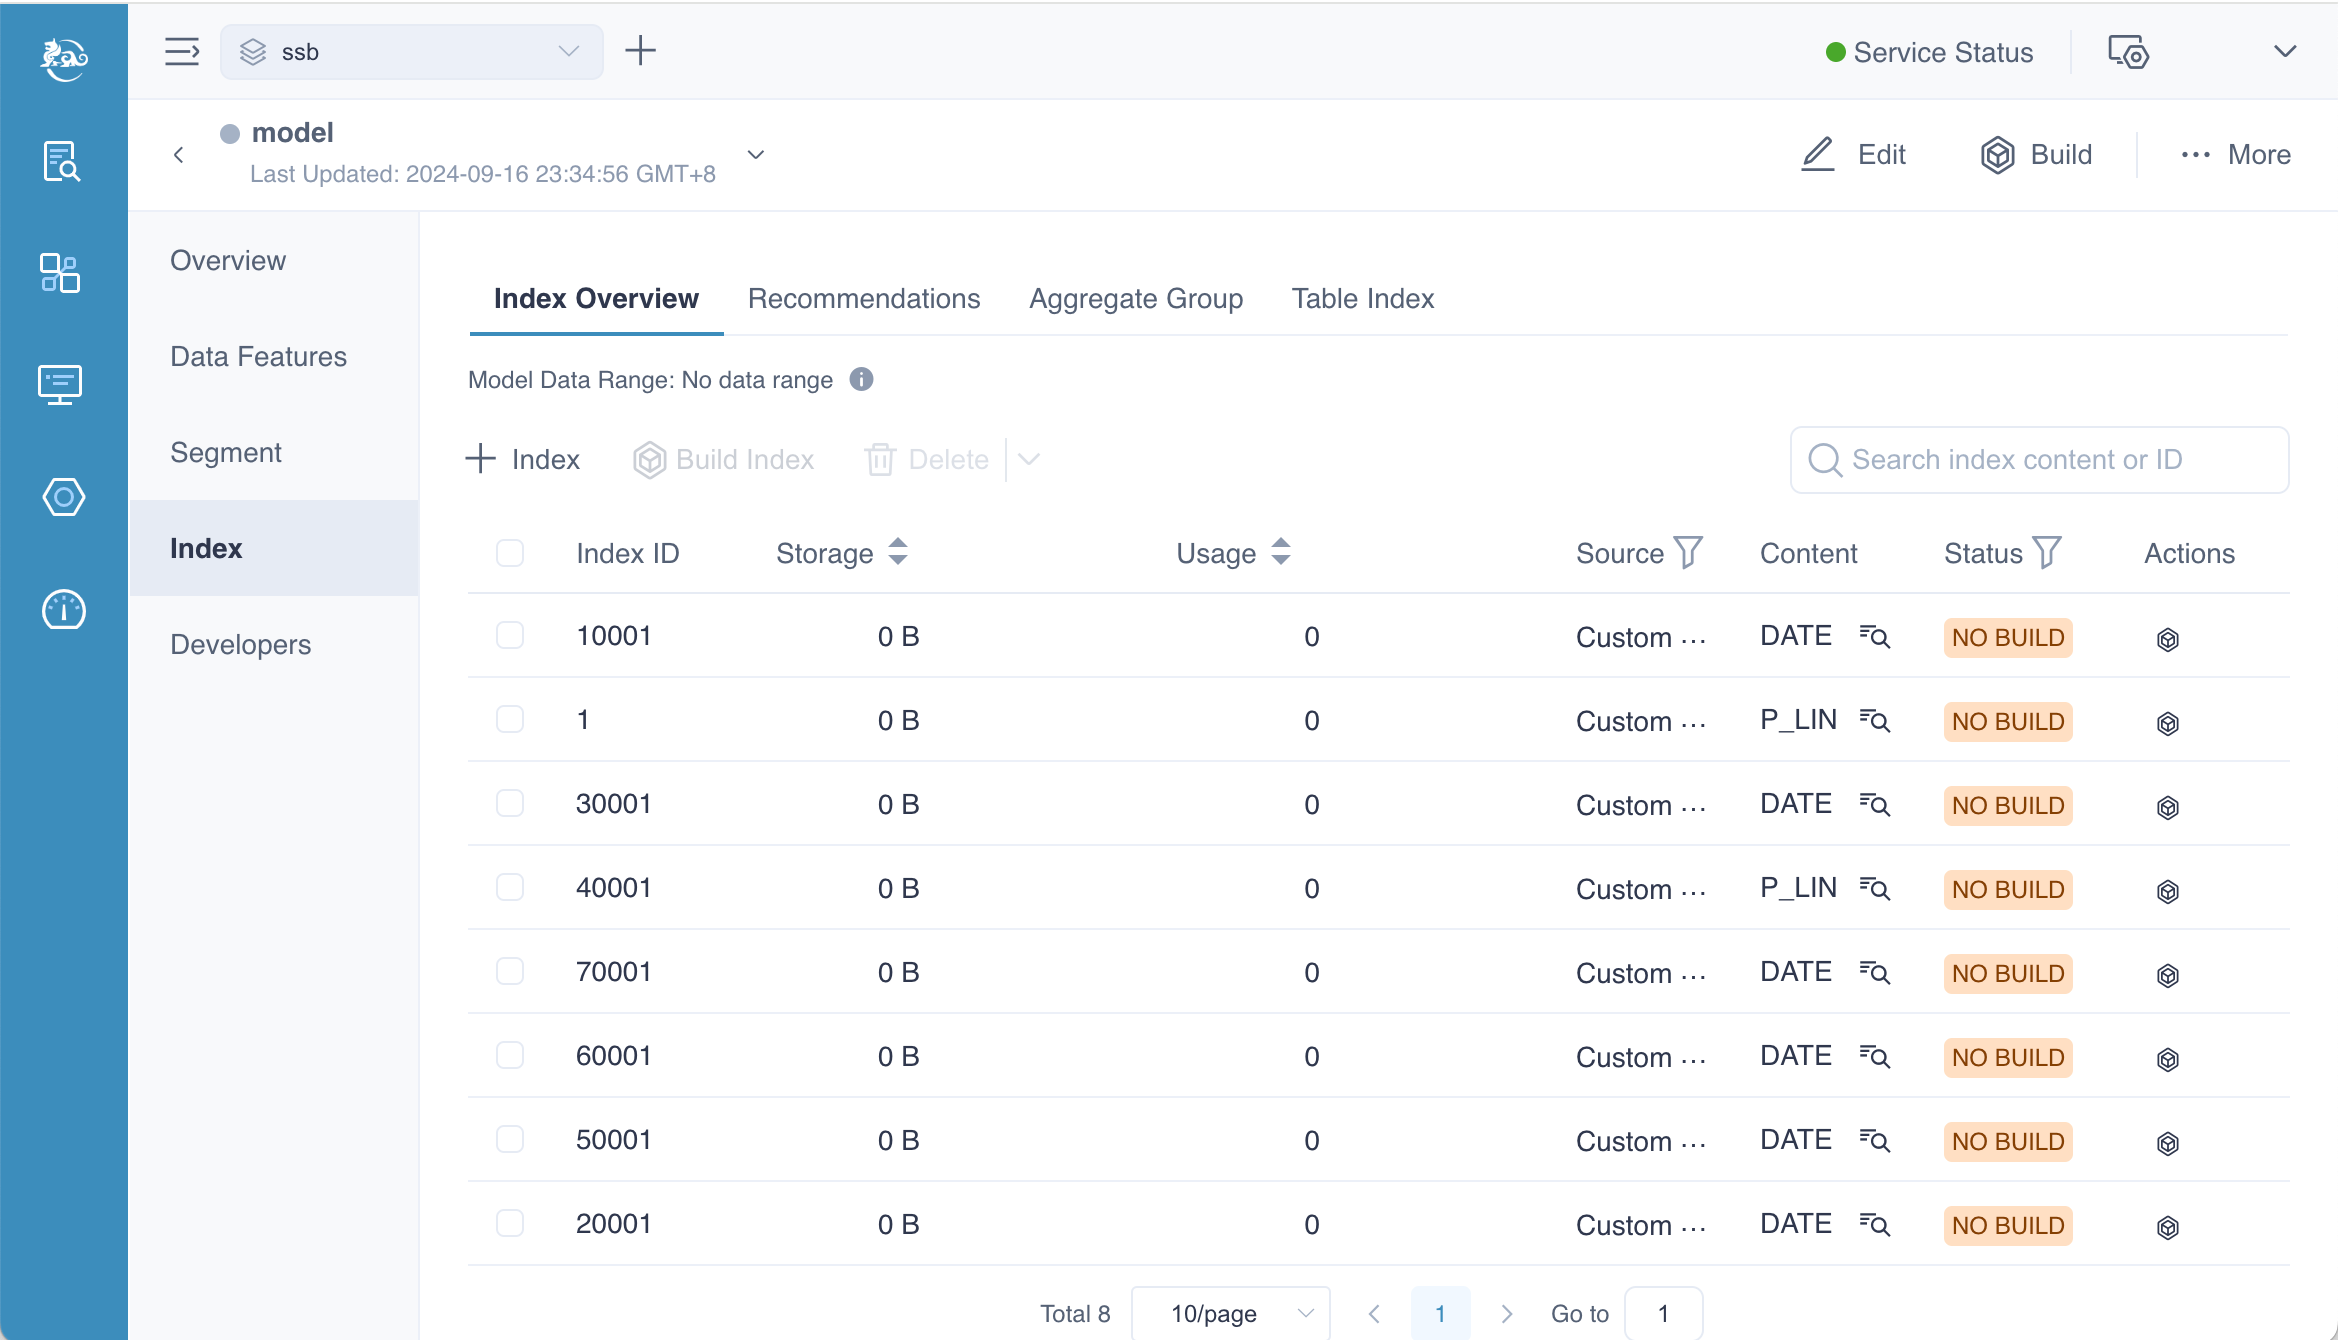 ssb
Service Status
model
Last Updated: 2024-09-16 23:34:56 GMT+8
Edit
Build
More
Overview
Data Features
Segment
Index
Developers
Index Overview Recommendations Aggregate Group Table Index
Model Data Range: No data range
Index Build Index Delete
Search index content or ID
Index ID Storage Usage Source Content Status Actions
10001 0 B 0 Custom ... DATE NO BUILD
1 0 B 0 Custom ... P_LIN NO BUILD
30001 0 B 0 Custom ... DATE NO BUILD
40001 0 B 0 Custom ... P_LIN NO BUILD
70001 0 B 0 Custom ... DATE NO BUILD
60001 0 B 0 Custom ... DATE NO BUILD
50001 0 B 0 Custom ... DATE NO BUILD
20001 0 B 0 Custom ... DATE NO BUILD
Total 8 10/page 1 Go to 1